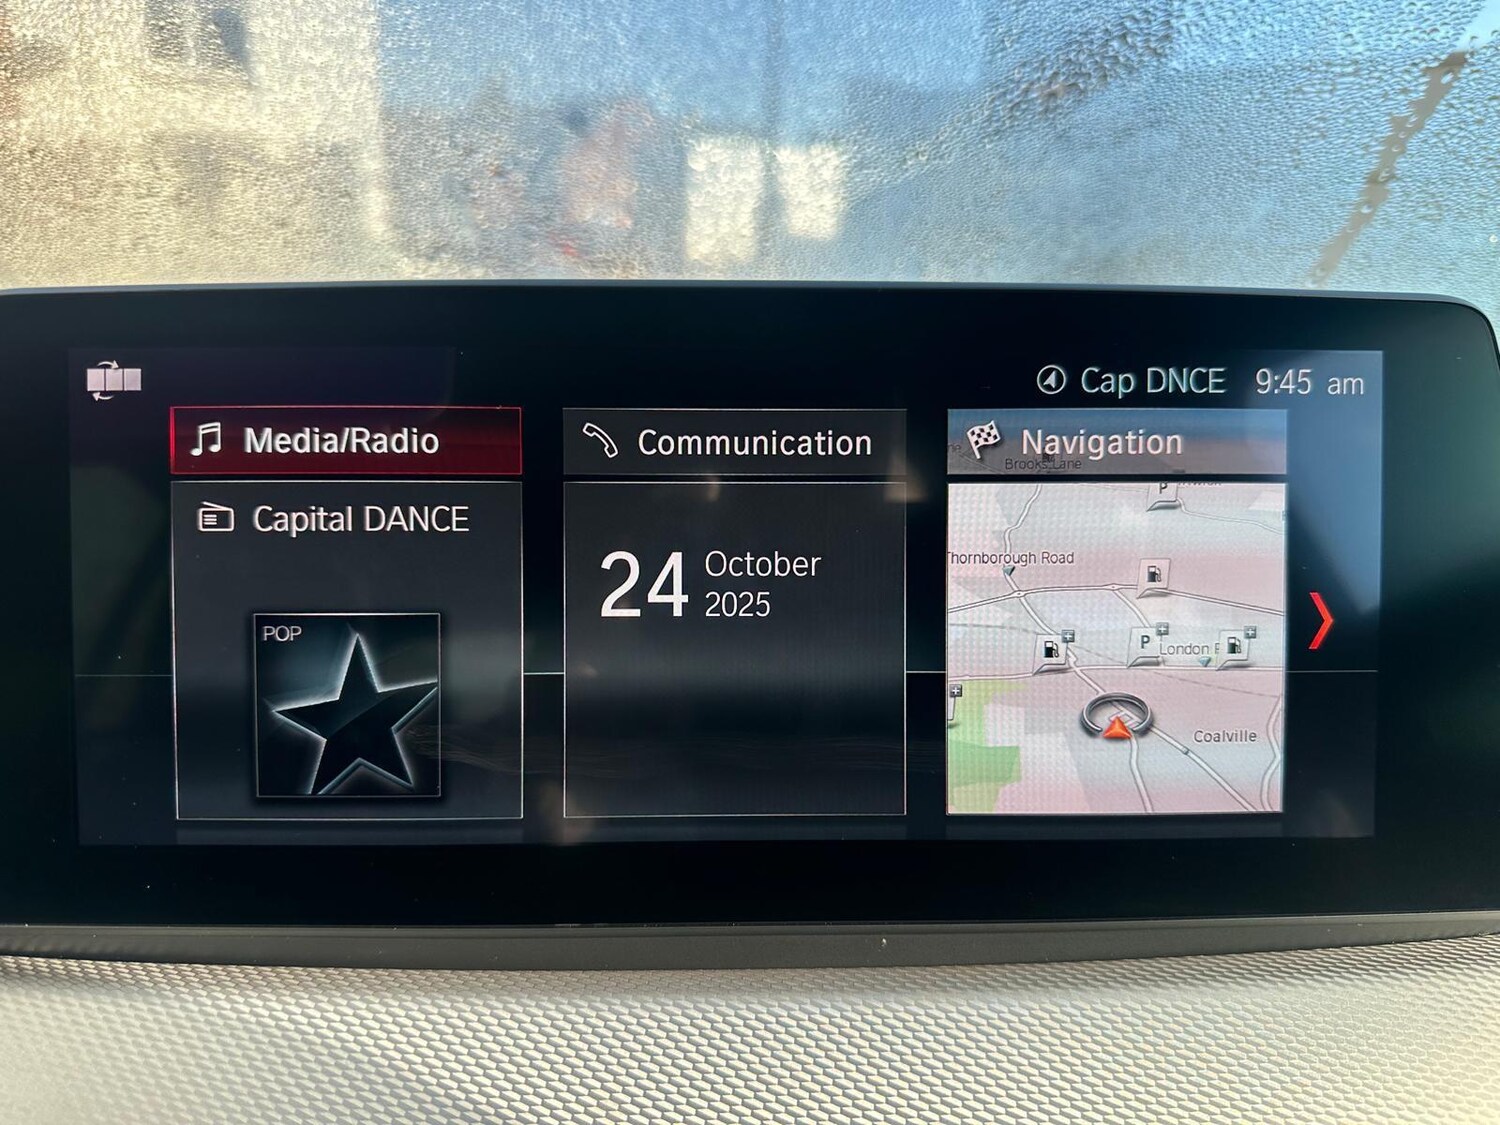 Cap DNCE 9:45 am
Media/Radio
Capital DANCE
POP
Communication
24 October
2025
Navigation
Brooks Lane
Thornborough Road
P
P
London
Coalville